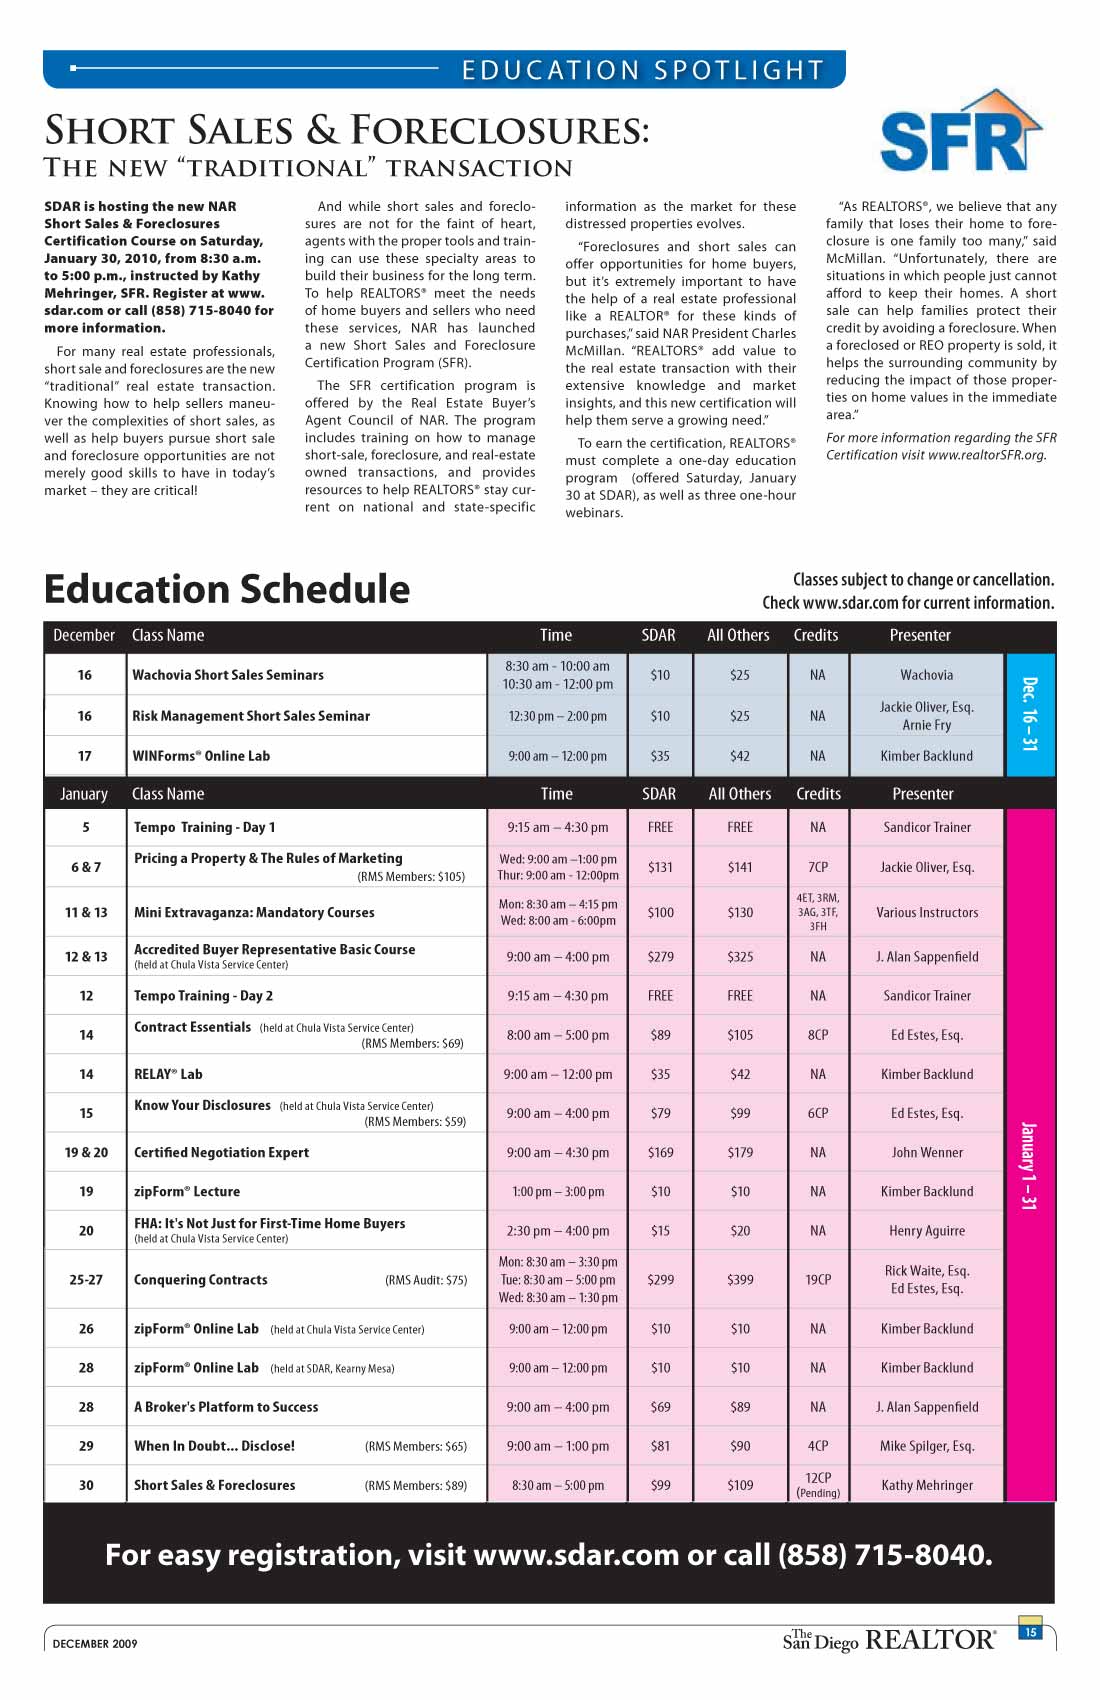 EDUCATION SPOTLIGHT
SHORT SALES & FORECLOSURES:
THE NEW “TRADITIONAL” TRANSACTION
SFR
SDAR is hosting the new NAR
Short Sales & Foreclosures
Certification Course on Saturday,
January 30, 2010, from 8:30 a.m.
to 5:00 p.m., instructed by Kathy
Mehringer, SFR. Register at www.
sdar.com or call (858) 715-8040 for
more information.
For many real estate professionals,
short sale and foreclosures are the new
“traditional” real estate transaction.
Knowing how to help sellers maneu-
ver the complexities of short sales, as
well as help buyers pursue short sale
and foreclosure opportunities are not
merely good skills to have in today’s
market – they are critical!
And while short sales and foreclo-
sures are not for the faint of heart,
agents with the proper tools and train-
ing can use these specialty areas to
build their business for the long term.
To help REALTORS® meet the needs
of home buyers and sellers who need
these services, NAR has launched
a new Short Sales and Foreclosure
Certification Program (SFR).
The SFR certification program is
offered by the Real Estate Buyer’s
Agent Council of NAR. The program
includes training on how to manage
short-sale, foreclosure, and real-estate
owned transactions, and provides
resources to help REALTORS® stay cur-
rent on national and state-specific
information as the market for these
distressed properties evolves.
“Foreclosures and short sales can
offer opportunities for home buyers,
but it’s extremely important to have
the help of a real estate professional
like a REALTOR® for these kinds of
purchases,” said NAR President Charles
McMillan. “REALTORS® add value to
the real estate transaction with their
extensive knowledge and market
insights, and this new certification will
help them serve a growing need.”
To earn the certification, REALTORS®
must complete a one-day education
program (offered Saturday, January
30 at SDAR), as well as three one-hour
webinars.
“As REALTORS®, we believe that any
family that loses their home to fore-
closure is one family too many,” said
McMillan. “Unfortunately, there are
situations in which people just cannot
afford to keep their homes. A short
sale can help families protect their
credit by avoiding a foreclosure. When
a foreclosed or REO property is sold, it
helps the surrounding community by
reducing the impact of those proper-
ties on home values in the immediate
area.”
For more information regarding the SFR
Certification visit www.realtorSFR.org.
Education Schedule
Classes subject to change or cancellation.
Check www.sdar.com for current information.
December Class Name Time SDAR All Others Credits Presenter
16 Wachovia Short Sales Seminars 8:30 am - 10:00 am 10:30 am - 12:00 pm $10 $25 NA Wachovia
16 Risk Management Short Sales Seminar 12:30 pm – 2:00 pm $10 $25 NA Jackie Oliver, Esq. Arnie Fry
17 WINForms® Online Lab 9:00 am – 12:00 pm $35 $42 NA Kimber Backlund
Dec. 16 – 31
January Class Name Time SDAR All Others Credits Presenter
5 Tempo Training - Day 1 9:15 am – 4:30 pm FREE FREE NA Sandicor Trainer
6 & 7 Pricing a Property & The Rules of Marketing (RMS Members: $105) Wed: 9:00 am –1:00 pm Thur: 9:00 am - 12:00pm $131 $141 7CP Jackie Oliver, Esq.
11 & 13 Mini Extravaganza: Mandatory Courses Mon: 8:30 am – 4:15 pm Wed: 8:00 am - 6:00pm $100 $130 4ET, 3RM, 3AG, 3TF, 3FH Various Instructors
12 & 13 Accredited Buyer Representative Basic Course (held at Chula Vista Service Center) 9:00 am – 4:00 pm $279 $325 NA J. Alan Sappenfield
12 Tempo Training - Day 2 9:15 am – 4:30 pm FREE FREE NA Sandicor Trainer
14 Contract Essentials (held at Chula Vista Service Center) (RMS Members: $69) 8:00 am – 5:00 pm $89 $105 8CP Ed Estes, Esq.
14 RELAY® Lab 9:00 am – 12:00 pm $35 $42 NA Kimber Backlund
15 Know Your Disclosures (held at Chula Vista Service Center) (RMS Members: $59) 9:00 am – 4:00 pm $79 $99 6CP Ed Estes, Esq.
19 & 20 Certified Negotiation Expert 9:00 am – 4:30 pm $169 $179 NA John Wenner
19 zipForm® Lecture 1:00 pm – 3:00 pm $10 $10 NA Kimber Backlund
20 FHA: It's Not Just for First-Time Home Buyers (held at Chula Vista Service Center) 2:30 pm – 4:00 pm $15 $20 NA Henry Aguirre
25-27 Conquering Contracts (RMS Audit: $75) Mon: 8:30 am – 3:30 pm Tue: 8:30 am – 5:00 pm Wed: 8:30 am – 1:30 pm $299 $399 19CP Rick Waite, Esq. Ed Estes, Esq.
26 zipForm® Online Lab (held at Chula Vista Service Center) 9:00 am – 12:00 pm $10 $10 NA Kimber Backlund
28 zipForm® Online Lab (held at SDAR, Kearny Mesa) 9:00 am – 12:00 pm $10 $10 NA Kimber Backlund
28 A Broker's Platform to Success 9:00 am – 4:00 pm $69 $89 NA J. Alan Sappenfield
29 When In Doubt... Disclose! (RMS Members: $65) 9:00 am – 1:00 pm $81 $90 4CP Mike Spilger, Esq.
30 Short Sales & Foreclosures (RMS Members: $89) 8:30 am – 5:00 pm $99 $109 12CP (Pending) Kathy Mehringer
January 1 – 31
For easy registration, visit www.sdar.com or call (858) 715-8040.
DECEMBER 2009
The San Diego REALTOR®
15